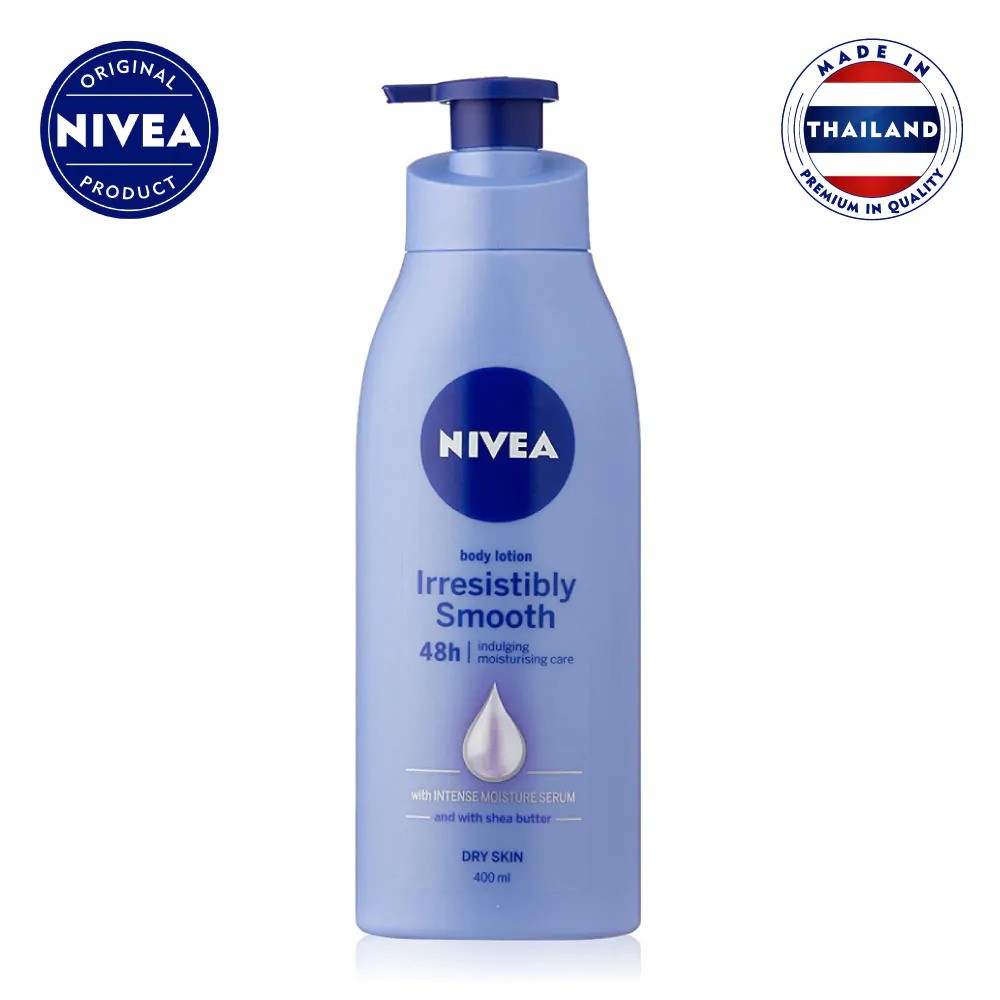 ORIGINAL
NIVEA
PRODUCT
MADE IN
THAILAND
PREMIUM IN QUALITY
NIVEA
body lotion
Irresistibly
Smooth
48h | indulging
moisturising care
with INTENSE MOISTURE SERUM
and with shea butter
DRY SKIN
400 ml